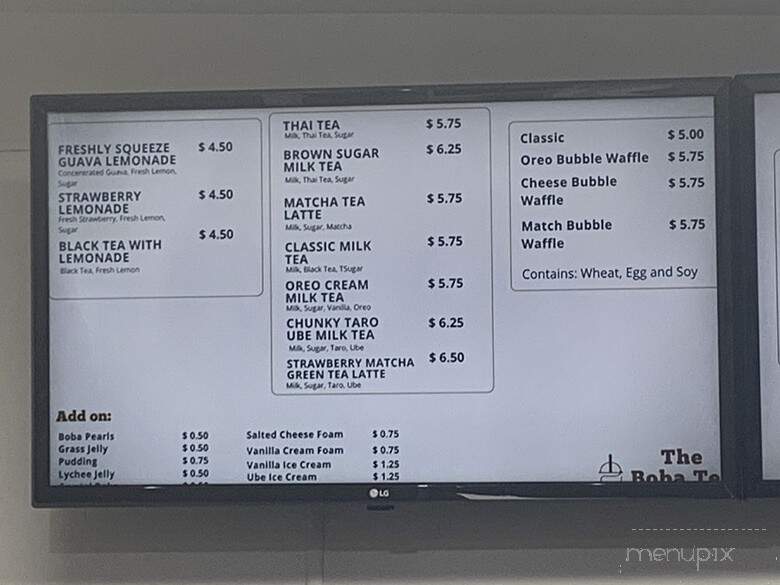 FRESHLY SQUEEZE $ 4.50
GUAVA LEMONADE
Concentrated Guava, Fresh Lemon,
Sugar
STRAWBERRY $ 4.50
LEMONADE
Fresh Strawberry, Fresh Lemon,
Sugar
BLACK TEA WITH $ 4.50
LEMONADE
Black Tea, Fresh Lemon
THAI TEA $ 5.75
Milk, Thai Tea, Sugar
BROWN SUGAR $ 6.25
MILK TEA
Milk, Thai Tea, Sugar
MATCHA TEA $ 5.75
LATTE
Milk, Sugar, Matcha
CLASSIC MILK $ 5.75
TEA
Milk, Black Tea, TSugar
OREO CREAM $ 5.75
MILK TEA
Milk, Sugar, Vanilla, Oreo
CHUNKY TARO $ 6.25
UBE MILK TEA
Milk, Sugar, Taro, Ube
STRAWBERRY MATCHA $ 6.50
GREEN TEA LATTE
Milk, Sugar, Taro, Ube
Classic $ 5.00
Oreo Bubble Waffle $ 5.75
Cheese Bubble $ 5.75
Waffle
Match Bubble $ 5.75
Waffle
Contains: Wheat, Egg and Soy
Add on:
Boba Pearls $ 0.50
Grass Jelly $ 0.50
Pudding $ 0.75
Lychee Jelly $ 0.50
Salted Cheese Foam $ 0.75
Vanilla Cream Foam $ 0.75
Vanilla Ice Cream $ 1.25
Ube Ice Cream $ 1.25
The
Boba Te
LG
menupix